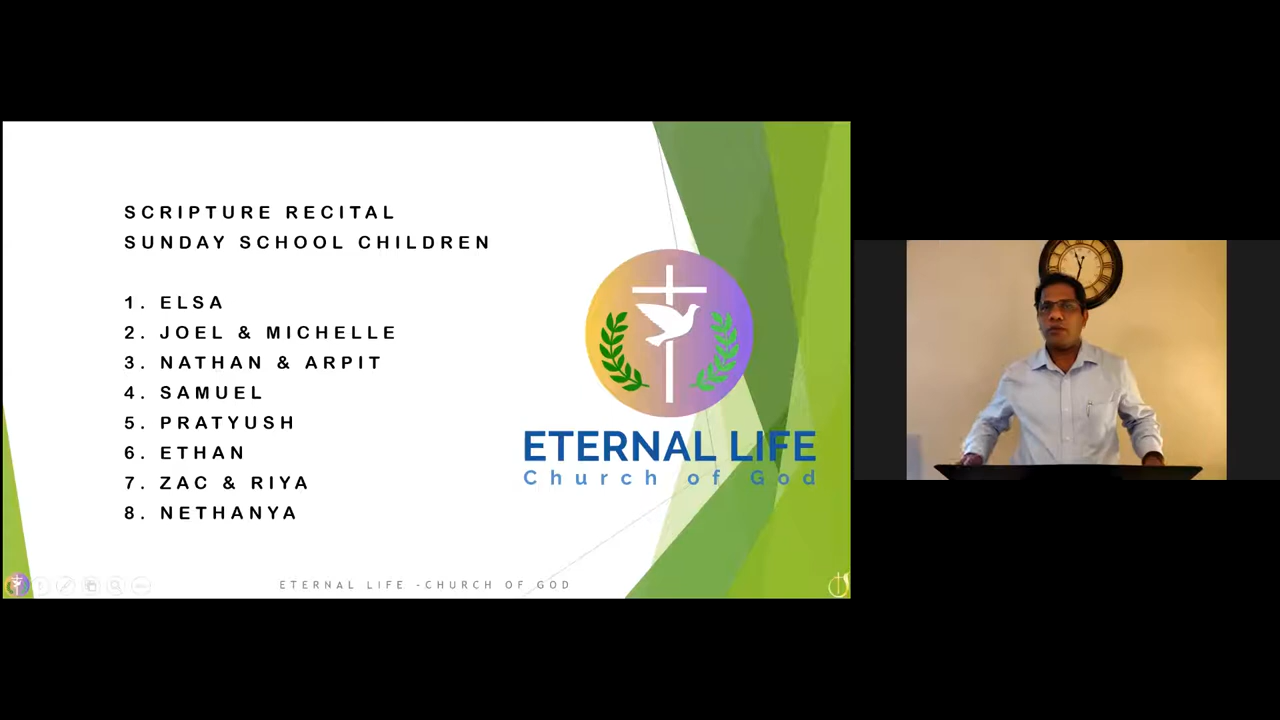 SCRIPTURE RECITAL
SUNDAY SCHOOL CHILDREN
1. ELSA
2. JOEL & MICHELLE
3. NATHAN & ARPIT
4. SAMUEL
5. PRATYUSH
6. ETHAN
7. ZAC & RIYA
8. NETHANYA
ETERNAL LIFE
Church of God
ETERNAL LIFE -CHURCH OF GOD